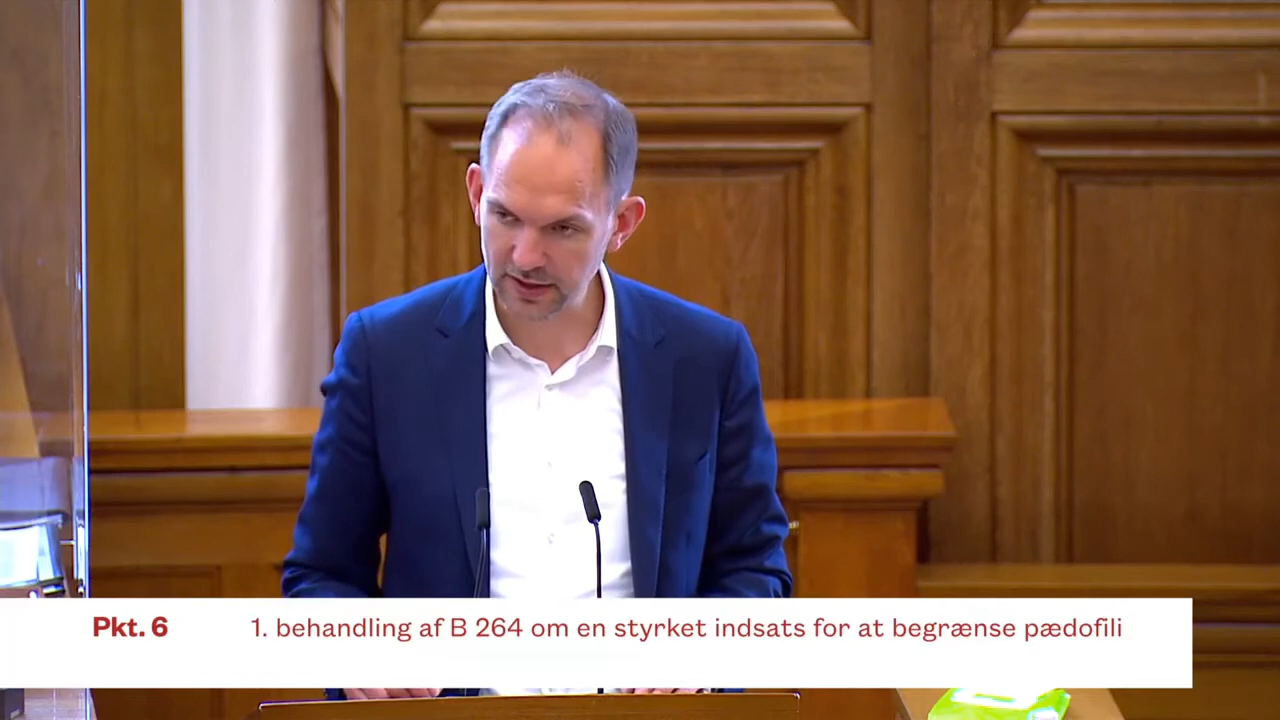 Pkt. 6 1. behandling af B 264 om en styrket indsats for at begrænse pædofili